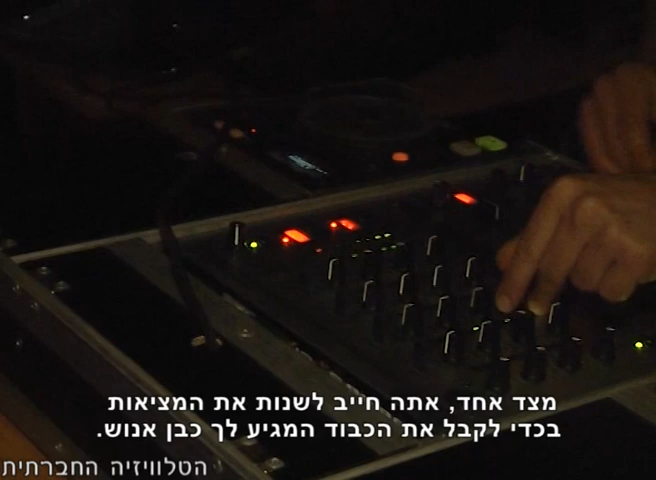 מצד אחד, אתה חייב לשנות את המציאות
בכדי לקבל את הכבוד המגיע לך כבן אנוש.
הטלוויזיה החברתית